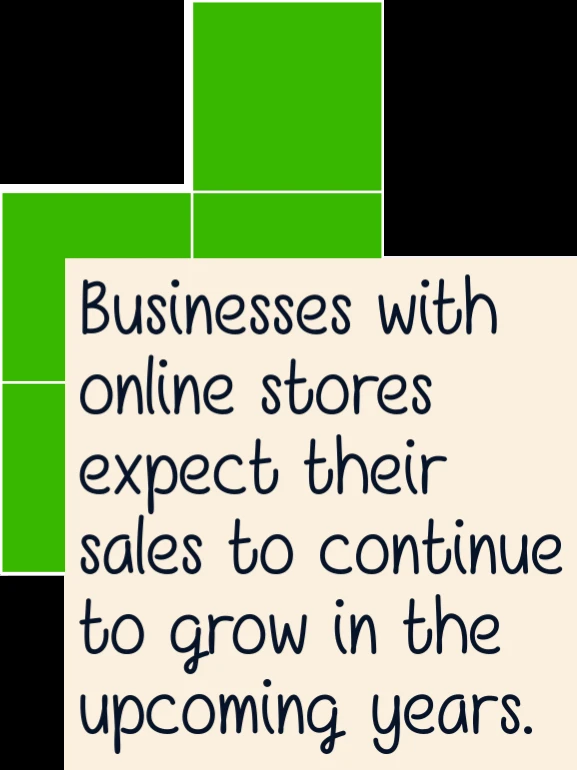 Businesses with
online stores
expect their
sales to continue
to grow in the
upcoming years.